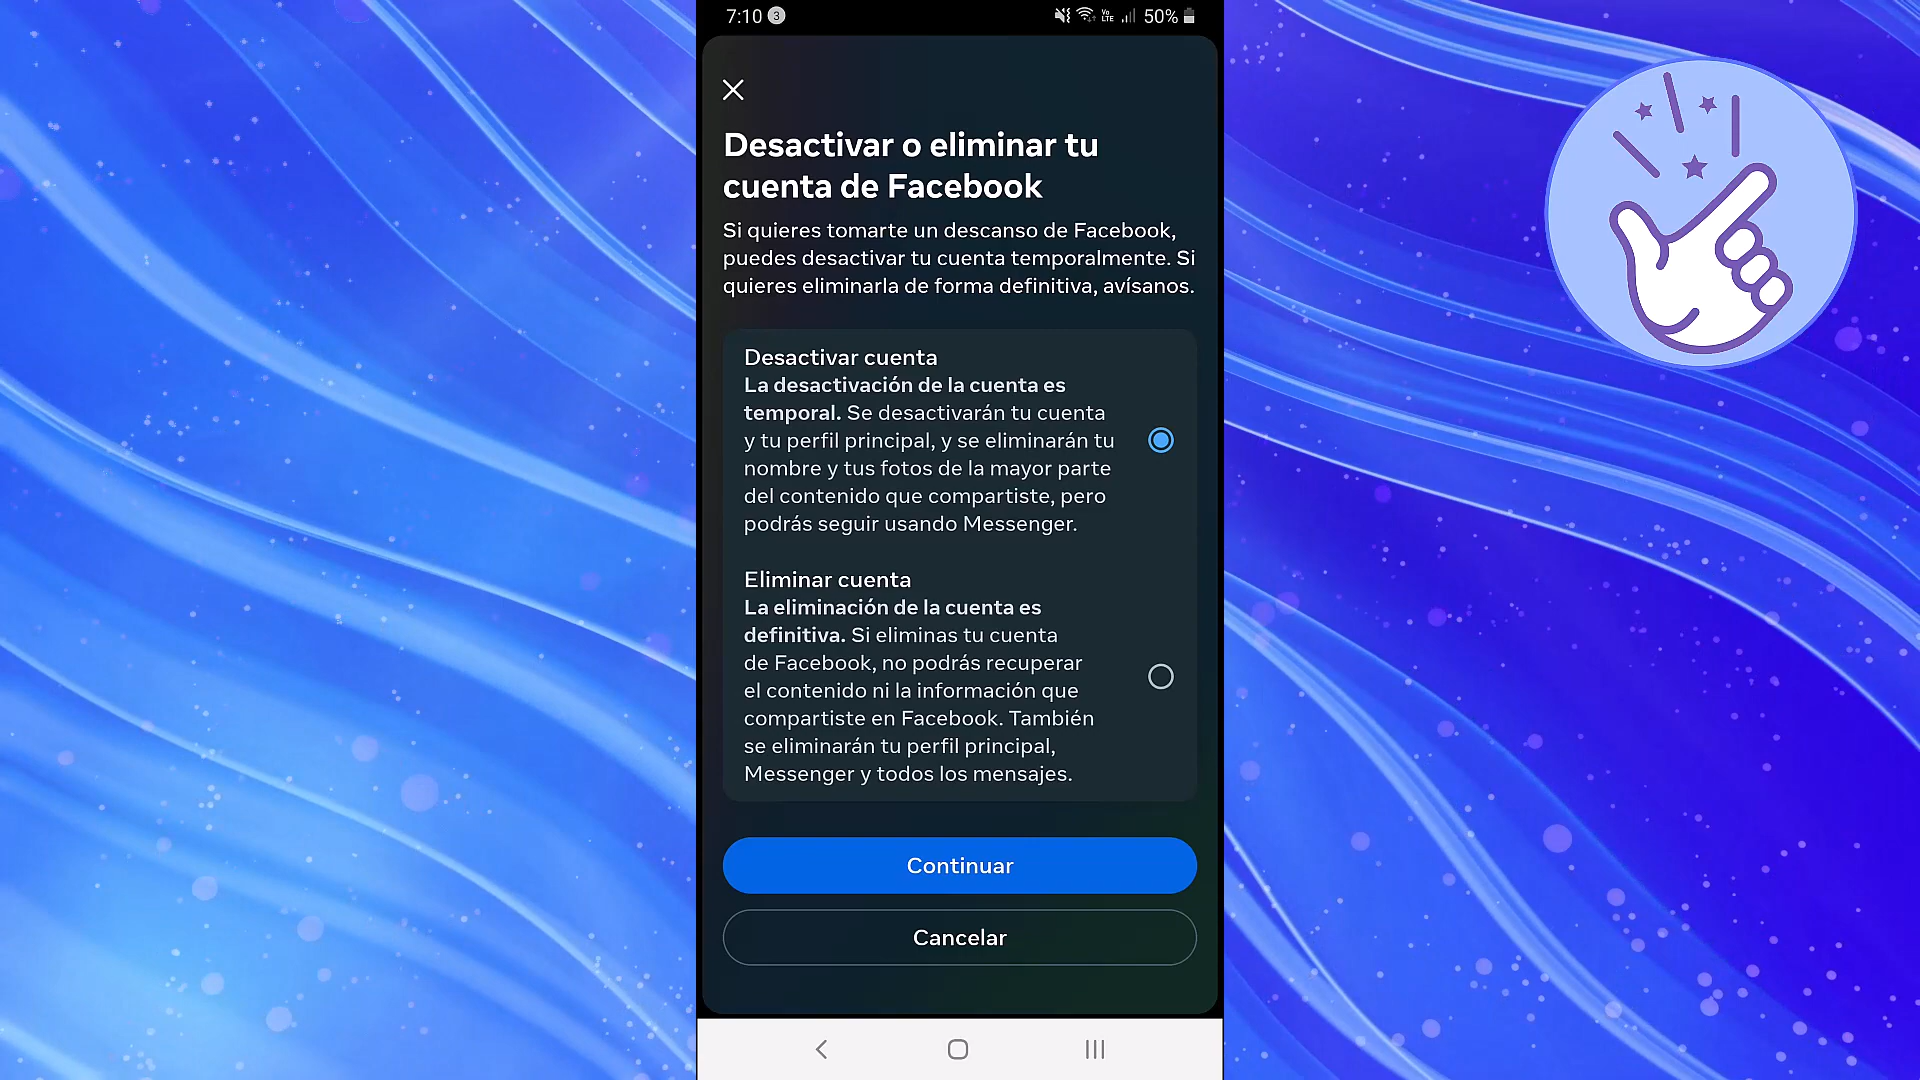 7:10 3 Vo LTE 50%
Desactivar o eliminar tu
cuenta de Facebook
Si quieres tomarte un descanso de Facebook,
puedes desactivar tu cuenta temporalmente. Si
quieres eliminarla de forma definitiva, avísanos.
Desactivar cuenta
La desactivación de la cuenta es
temporal. Se desactivarán tu cuenta
y tu perfil principal, y se eliminarán tu
nombre y tus fotos de la mayor parte
del contenido que compartiste, pero
podrás seguir usando Messenger.
Eliminar cuenta
La eliminación de la cuenta es
definitiva. Si eliminas tu cuenta
de Facebook, no podrás recuperar
el contenido ni la información que
compartiste en Facebook. También
se eliminarán tu perfil principal,
Messenger y todos los mensajes.
Continuar
Cancelar